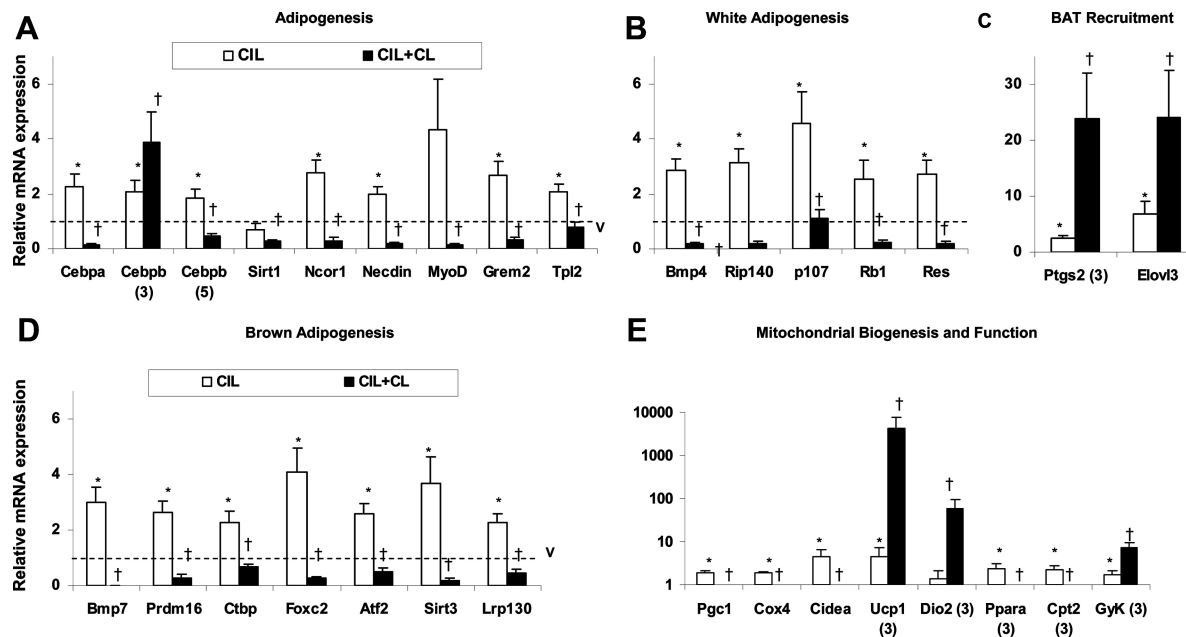 A
Adipogenesis
CIL CIL+CL
Relative mRNA expression
6
4
2
0
* * * * * * *
† † † † † † † † †
V
Cebpa Cebpb Cebpb Sirt1 Ncor1 Necdin MyoD Grem2 Tpl2
(3) (5)
B
White Adipogenesis
6
4
2
0
* * * * *
† † † † †
Bmp4 Rip140 p107 Rb1 Res
C
BAT Recruitment
30
20
10
0
* *
† †
Ptgs2 (3) Elovl3
D
Brown Adipogenesis
CIL CIL+CL
Relative mRNA expression
6
4
2
0
* * * * * * *
† † † † † † †
V
Bmp7 Prdm16 Ctbp Foxc2 Atf2 Sirt3 Lrp130
E
Mitochondrial Biogenesis and Function
10000
1000
100
10
1
* * * * * * *
† † † † † † † †
Pgc1 Cox4 Cidea Ucp1 Dio2 (3) Ppara Cpt2 GyK (3)
(3) (3) (3)